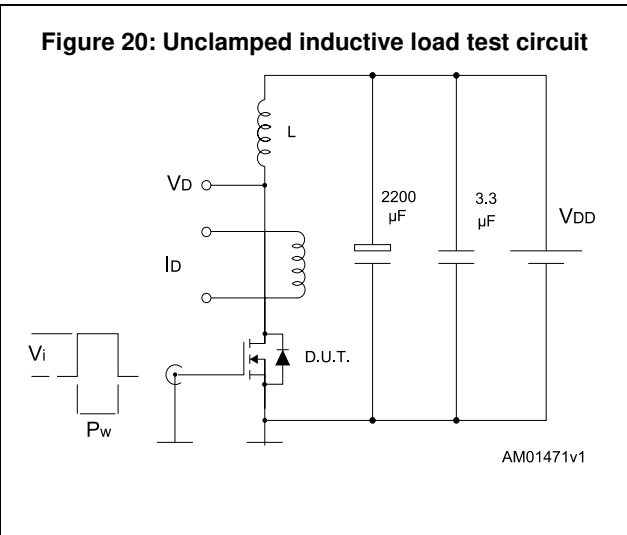 Figure 20: Unclamped inductive load test circuit
L
VD
2200
µF
3.3
µF
VDD
ID
Vi
D.U.T.
Pw
AM01471v1